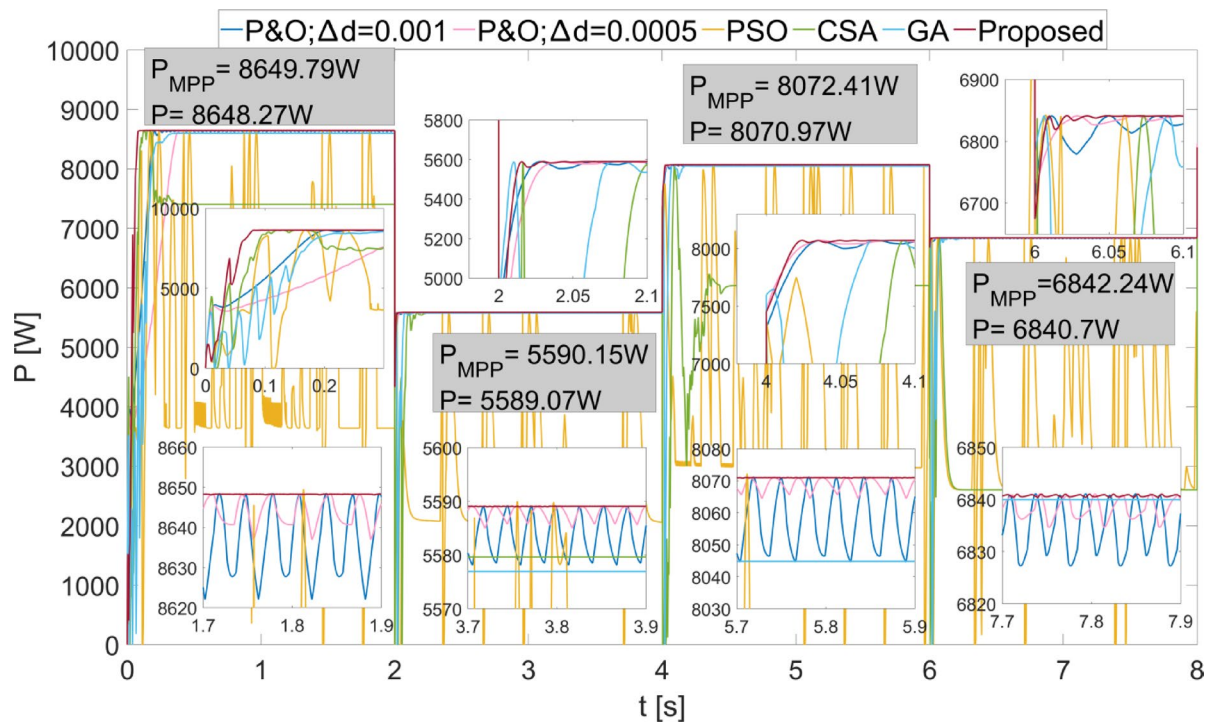 P&O;Δd=0.001 P&O;Δd=0.0005 PSO CSA GA Proposed
10000
9000
8000
7000
6000
5000
4000
3000
2000
1000
0
P [W]
0 1 2 3 4 5 6 7 8
t [s]
PMPP= 8649.79W
P= 8648.27W
10000
5000
0
0 0.1 0.2
8660
8650
8640
8630
8620
1.7 1.8 1.9
5800
5600
5400
5200
5000
2 2.05 2.1
PMPP= 5590.15W
P= 5589.07W
5600
5590
5580
5570
3.7 3.8 3.9
PMPP= 8072.41W
P= 8070.97W
8000
7500
7000
4 4.05 4.1
8080
8070
8060
8050
8040
8030
5.7 5.8 5.9
6900
6800
6700
6 6.05 6.1
PMPP=6842.24W
P= 6840.7W
6850
6840
6830
6820
7.7 7.8 7.9